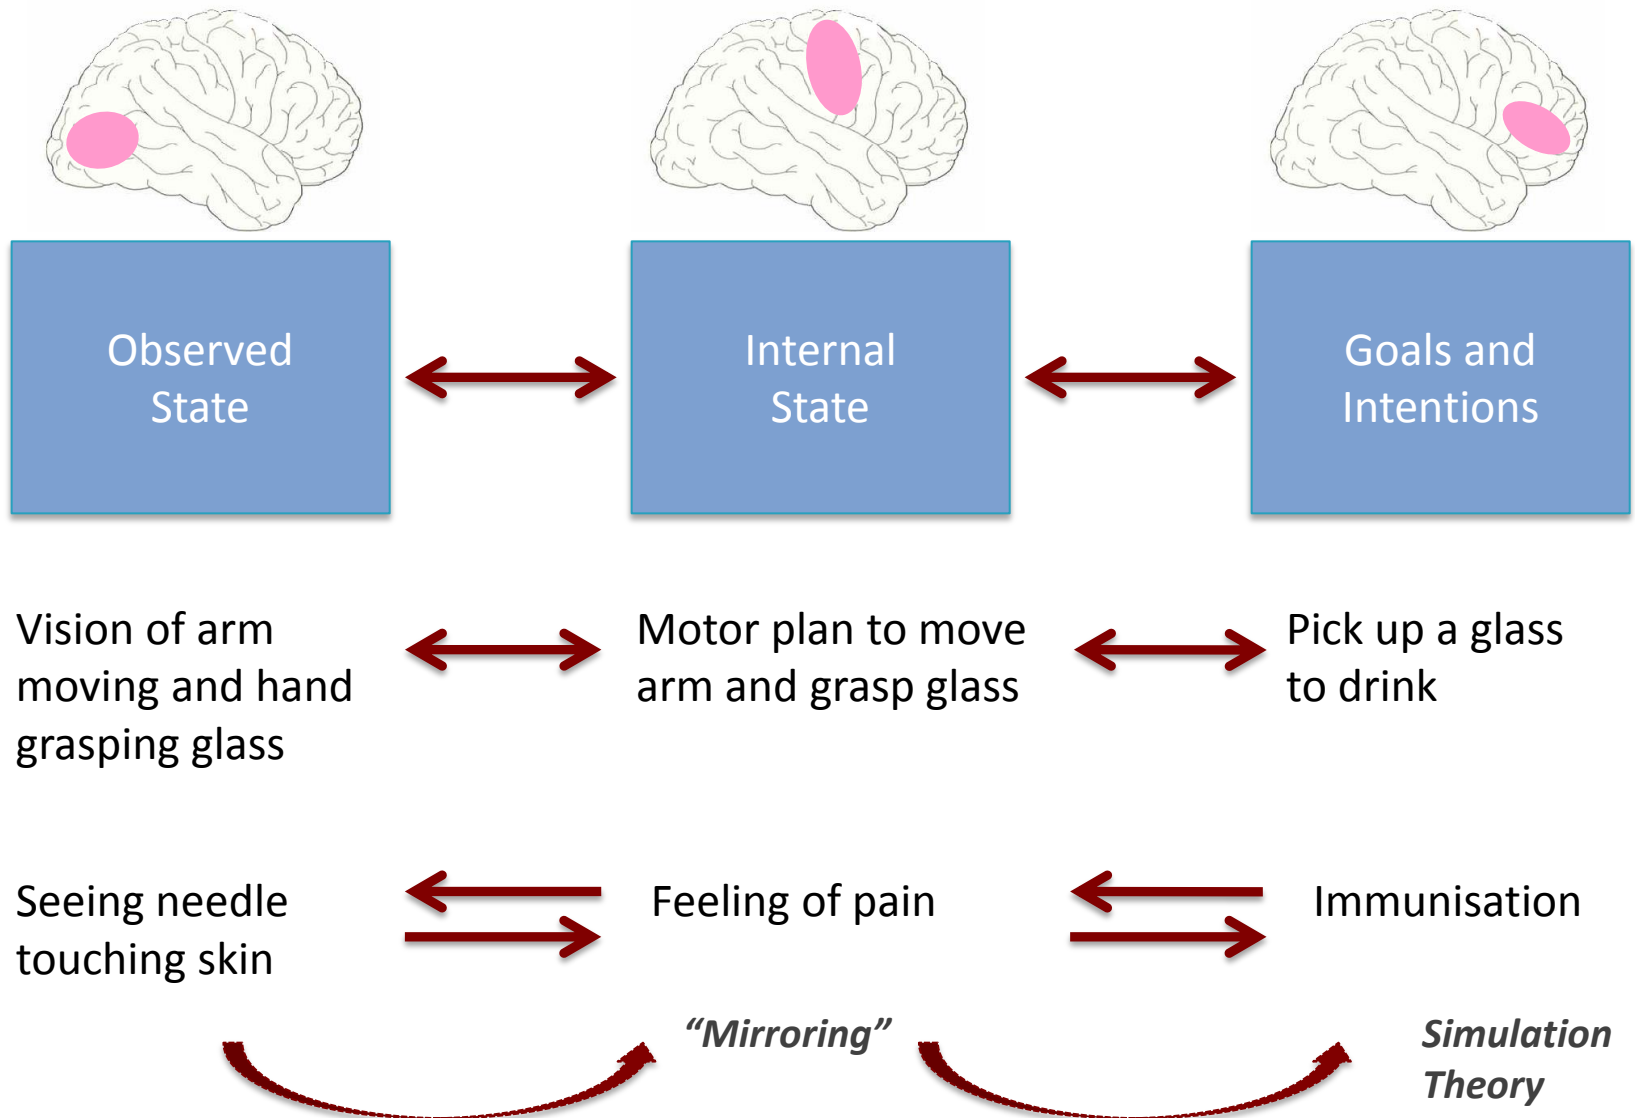 Observed
State
Internal
State
Goals and
Intentions
Vision of arm
moving and hand
grasping glass
Motor plan to move
arm and grasp glass
Pick up a glass
to drink
Seeing needle
touching skin
Feeling of pain
Immunisation
“Mirroring”
Simulation
Theory